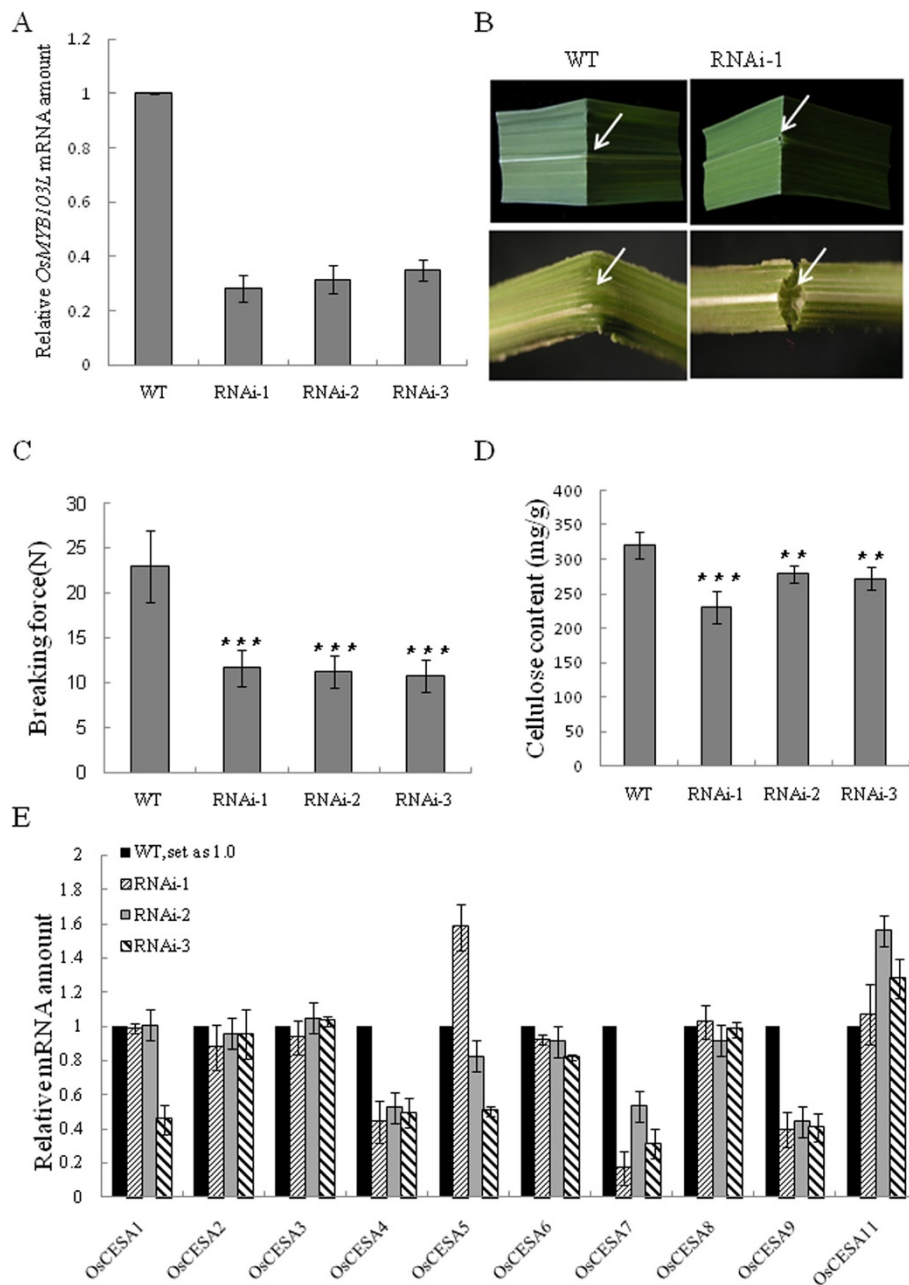 A
Relative OsMYB103L mRNA amount
1.2
1
0.8
0.6
0.4
0.2
0
WT
RNAi-1
RNAi-2
RNAi-3
B
WT
RNAi-1
C
Breaking force(N)
30
25
20
15
10
5
0
***
***
***
WT
RNAi-1
RNAi-2
RNAi-3
D
Cellulose content (mg/g)
400
350
300
250
200
150
100
50
0
***
**
**
WT
RNAi-1
RNAi-2
RNAi-3
E
WT,set as 1.0
RNAi-1
RNAi-2
RNAi-3
Relative mRNA amount
2
1.8
1.6
1.4
1.2
1
0.8
0.6
0.4
0.2
0
OsCESA1
OsCESA2
OsCESA3
OsCESA4
OsCESA5
OsCESA6
OsCESA7
OsCESA8
OsCESA9
OsCESA11